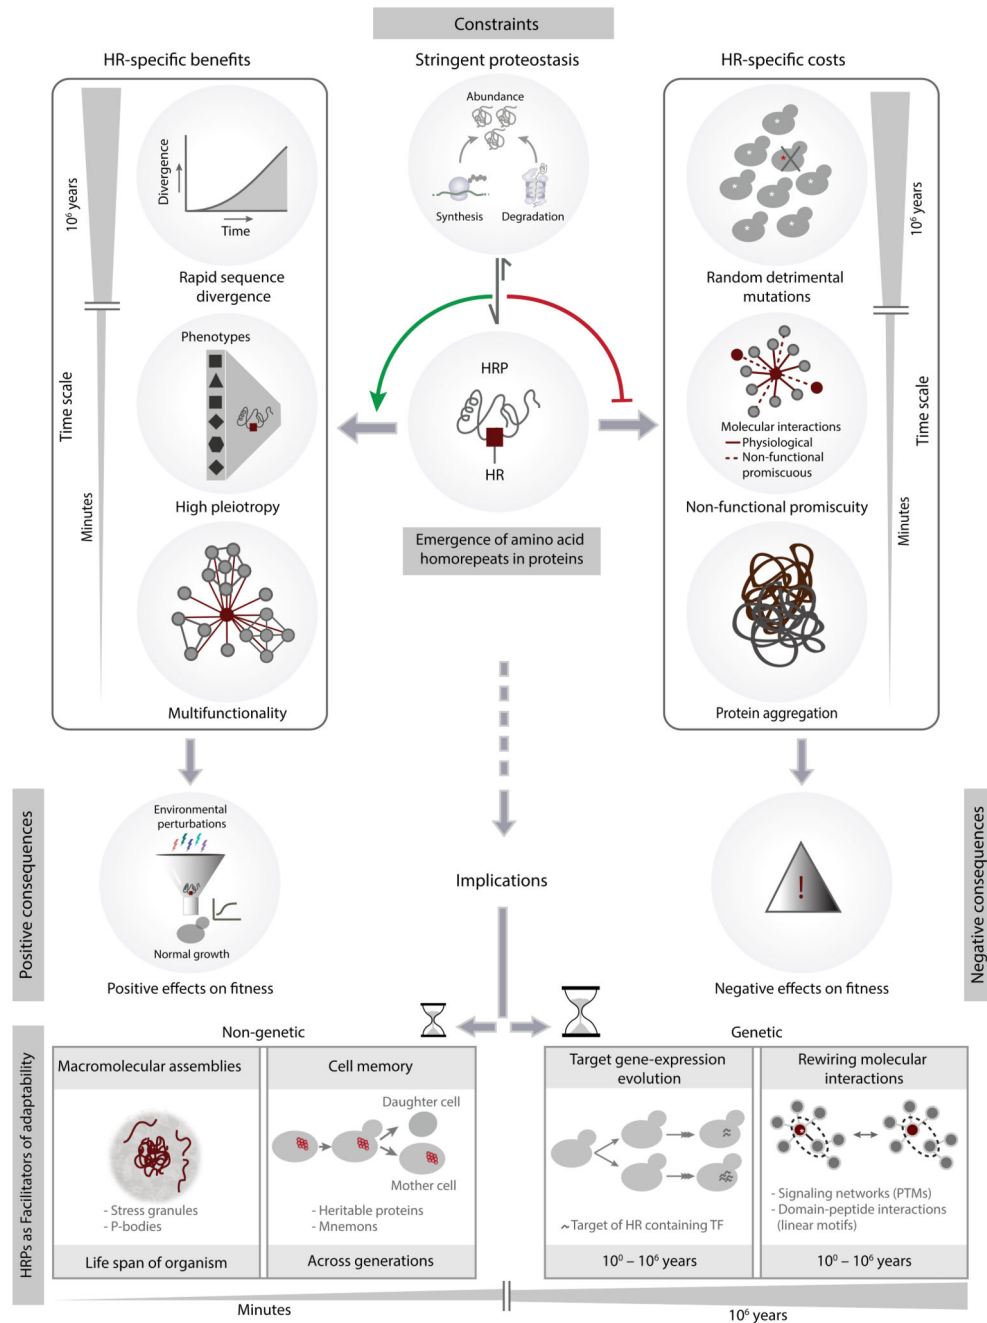 Constraints
HR-specific benefits
Stringent proteostasis
HR-specific costs
Abundance
Synthesis
Degradation
Divergence
Time
Rapid sequence
divergence
Random detrimental
mutations
10⁶ years
10⁶ years
Phenotypes
High pleiotropy
HRP
HR
Molecular interactions
Physiological
Non-functional
promiscuous
Non-functional promiscuity
Time scale
Time scale
Minutes
Minutes
Emergence of amino acid
homorepeats in proteins
Multifunctionality
Protein aggregation
Positive consequences
Environmental
perturbations
Normal growth
Positive effects on fitness
Implications
!
Negative effects on fitness
Negative consequences
HRPs as Facilitators of adaptability
Non-genetic
Genetic
Macromolecular assemblies
- Stress granules
- P-bodies
Life span of organism
Cell memory
Daughter cell
Mother cell
- Heritable proteins
- Mnemons
Across generations
Target gene-expression
evolution
~ Target of HR containing TF
10⁰ – 10⁶ years
Rewiring molecular
interactions
- Signaling networks (PTMs)
- Domain-peptide interactions
(linear motifs)
10⁰ – 10⁶ years
Minutes
10⁶ years